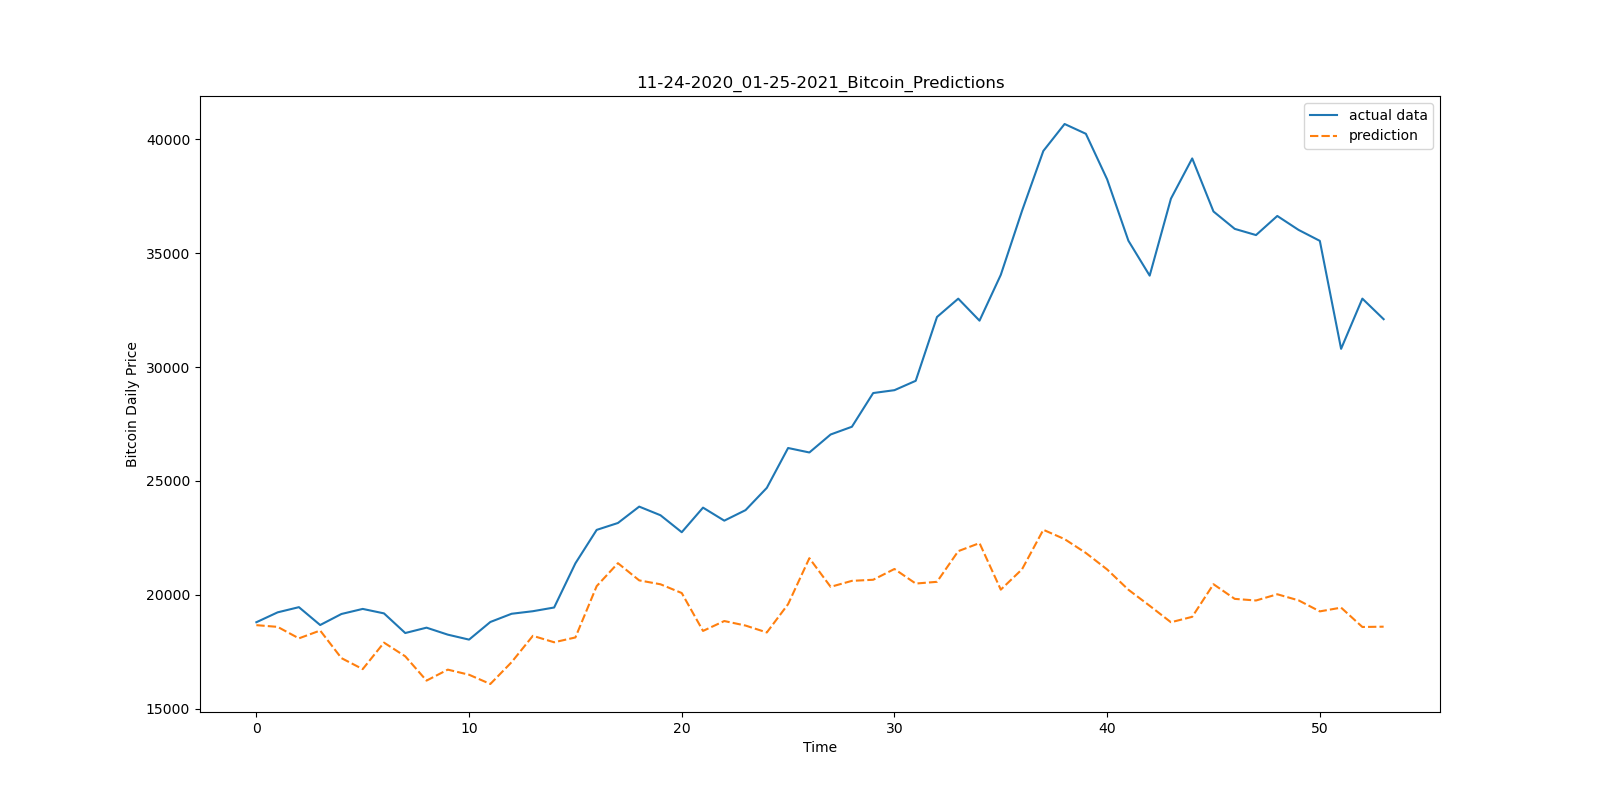 11-24-2020_01-25-2021_Bitcoin_Predictions
actual data
prediction
40000
35000
30000
25000
20000
15000
Bitcoin Daily Price
0 10 20 30 40 50
Time